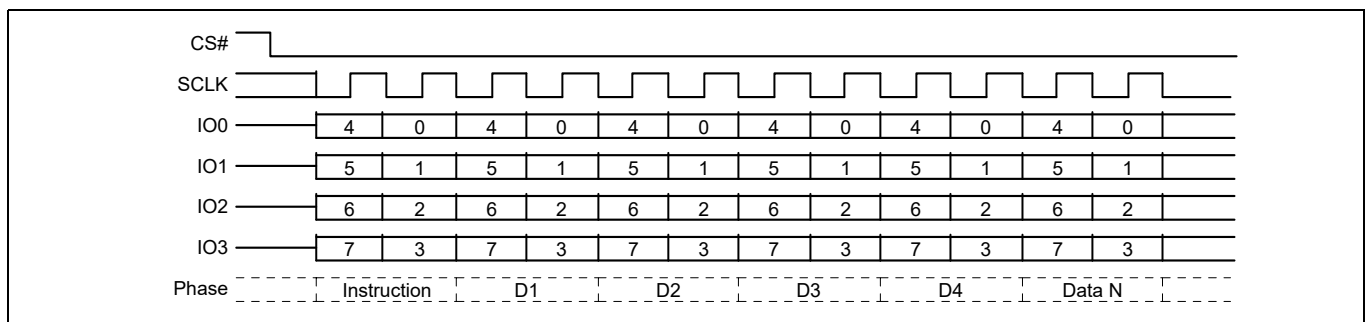 CS#
SCLK
IO0 4 0 4 0 4 0 4 0 4 0 4 0
IO1 5 1 5 1 5 1 5 1 5 1 5 1
IO2 6 2 6 2 6 2 6 2 6 2 6 2
IO3 7 3 7 3 7 3 7 3 7 3 7 3
Phase Instruction D1 D2 D3 D4 Data N